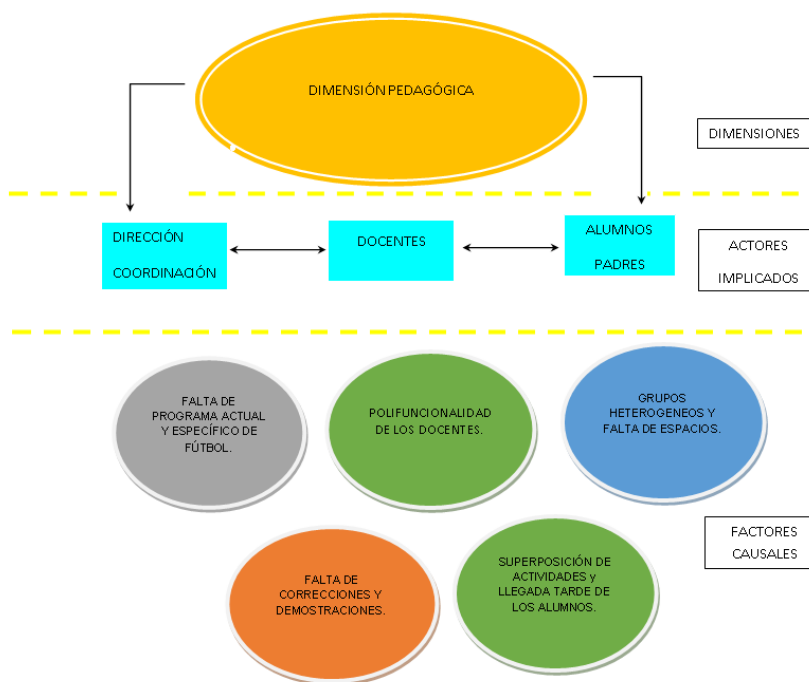 DIMENSIÓN PEDAGÓGICA
DIMENSIONES
DIRECCIÓN
COORDINACIÓN
DOCENTES
ALUMNOS
PADRES
ACTORES
IMPLICADOS
FALTA DE
PROGRAMA ACTUAL
Y ESPECÍFICO DE
FÚTBOL.
POLIFUNCIONALIDAD
DE LOS DOCENTES.
GRUPOS
HETEROGENEOS Y
FALTA DE ESPACIOS.
FALTA DE
CORRECCIONES Y
DEMOSTRACIONES.
SUPERPOSICIÓN DE
ACTIVIDADES y
LLEGADA TARDE DE
LOS ALUMNOS.
FACTORES
CAUSALES